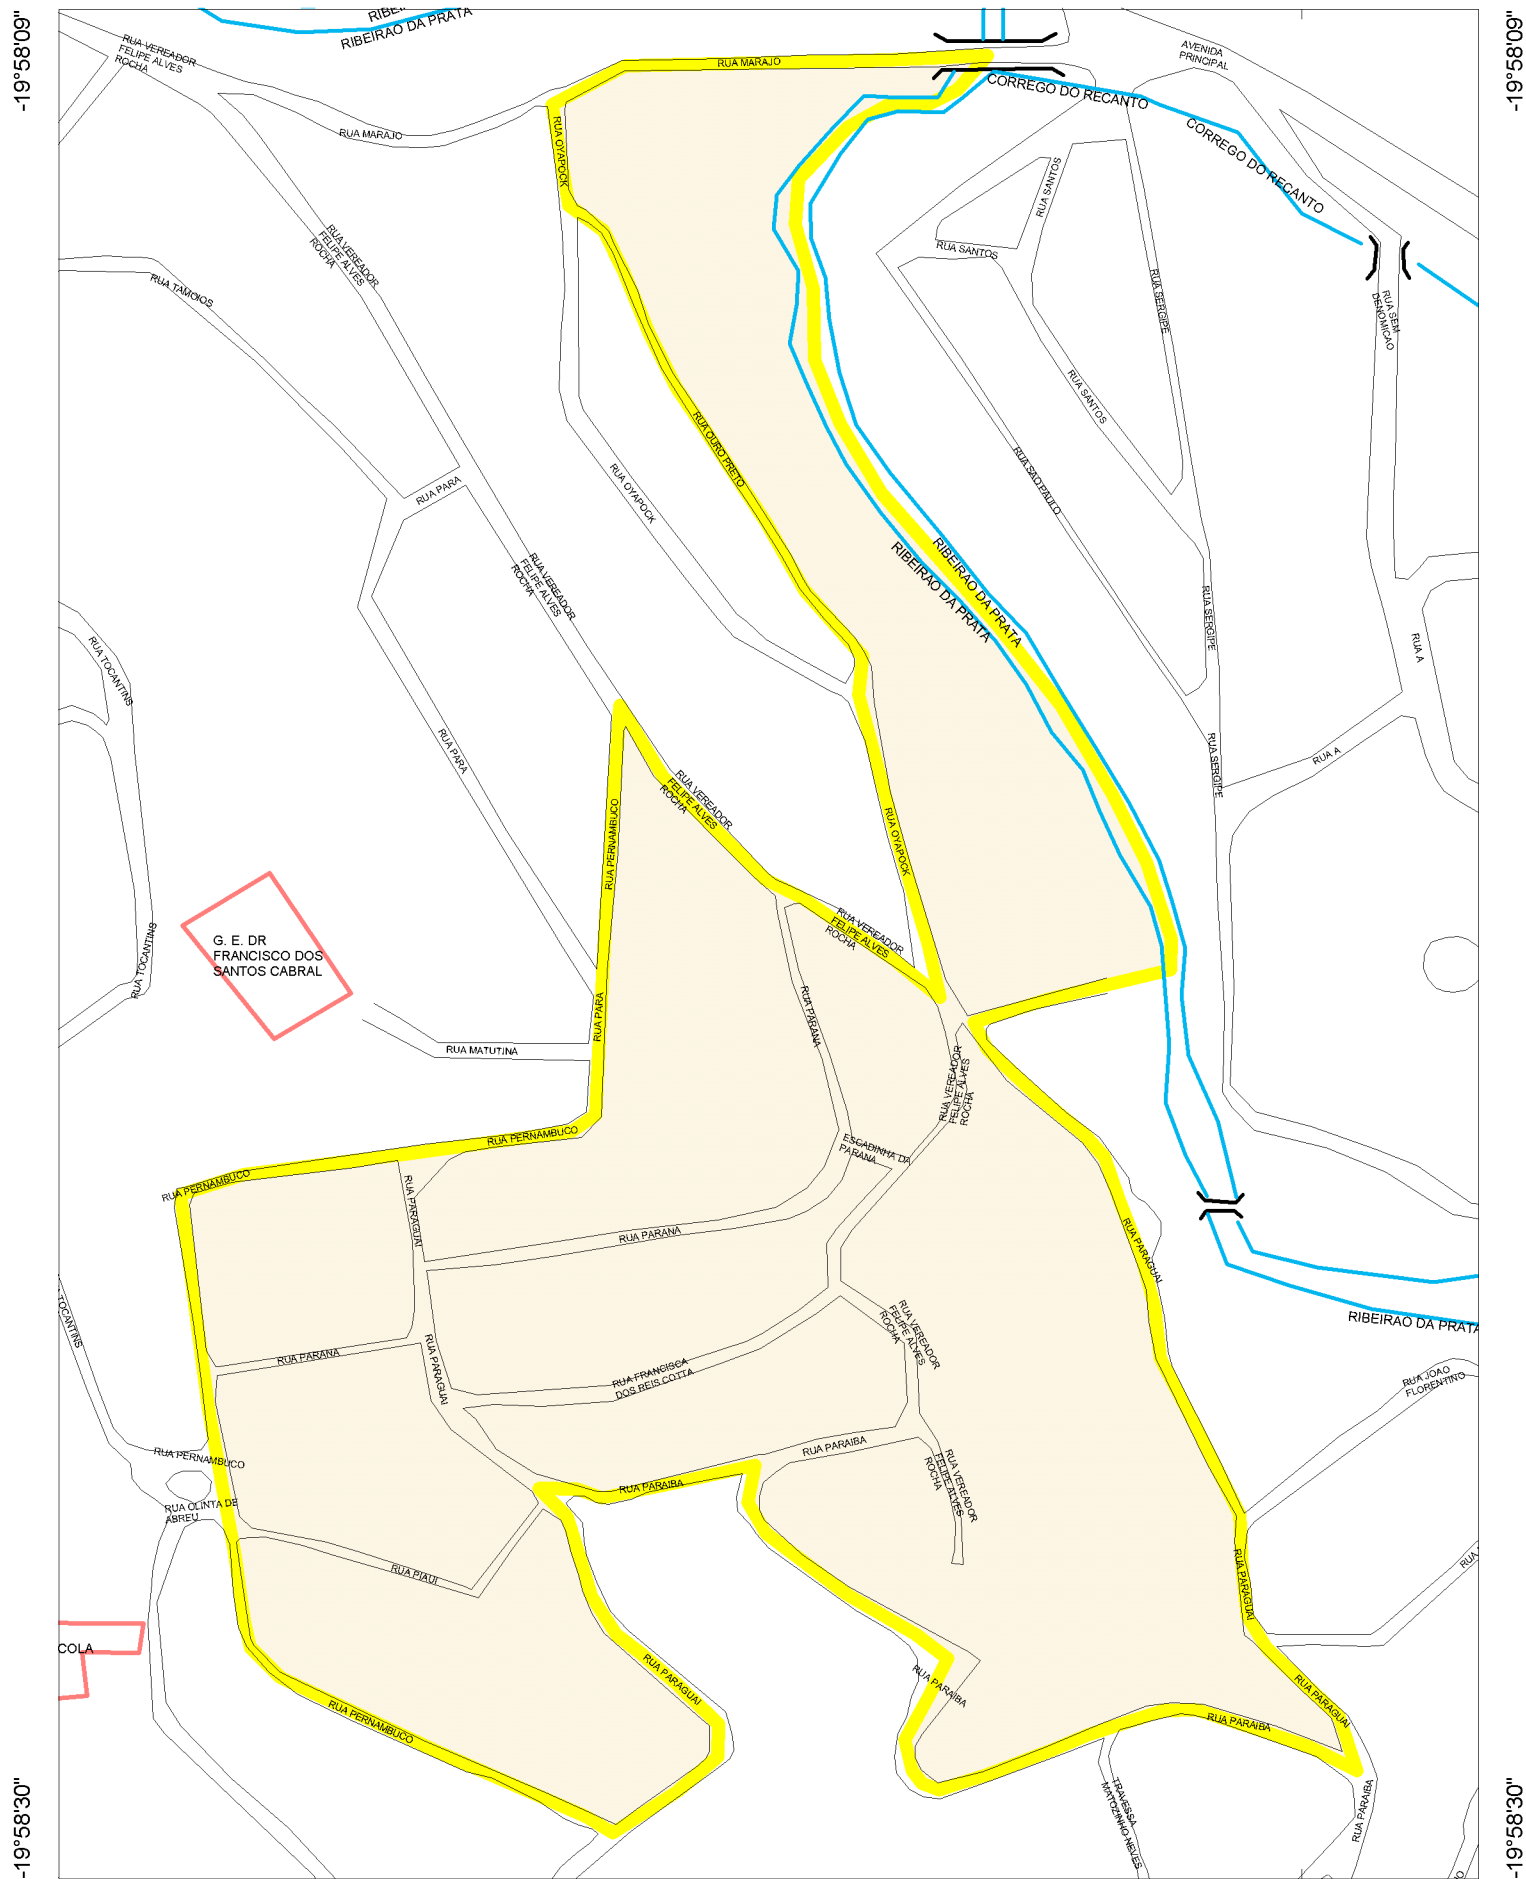 -19°58'09"
-19°58'09"
RIBEIRAO DA PRATA
RUA VEREADOR
FELIPE ALVES
ROCHA
RUA MARAJO
AVENIDA
PRINCIPAL
CORREGO DO RECANTO
RUA MARAJO
RUA OYAPOCK
CORREGO DO RECANTO
RUA SANTOS
RUA SANTOS
RUA VEREADOR
FELIPE ALVES
ROCHA
RUA TAMOIOS
RUA SERGIPE
RUA SEM
DENOMICAO
RUA SANTOS
RUA OURO PRETO
RUA PARA
RUA OYAPOCK
RUA SAO PAULO
RUA VEREADOR
FELIPE ALVES
ROCHA
RIBEIRAO DA PRATA
RIBEIRAO DA PRATA
RUA SERGIPE
RUA A
RUA TOCANTINS
RUA PARA
RUA SERGIPE
RUA A
RUA VEREADOR
FELIPE ALVES
ROCHA
RUA PERNAMBUCO
RUA OYAPOCK
G. E. DR
FRANCISCO DOS
SANTOS CABRAL
RUA TOCANTINS
RUA VEREADOR
FELIPE ALVES
ROCHA
RUA PARA
RUA PARANA
RUA MATUTINA
RUA VEREADOR
FELIPE ALVES
ROCHA
RUA PERNAMBUCO
ESCADINHA DA
PARANA
RUA PERNAMBUCO
RUA PARAGUAI
RUA PARANA
RUA PARAGUAI
TOCANTINS
RIBEIRAO DA PRATA
RUA VEREADOR
FELIPE ALVES
ROCHA
RUA PARANA
RUA PARAGUAI
RUA FRANCISCA
DOS REIS COTTA
RUA JOAO
FLORENTINO
RUA PERNAMBUCO
RUA PARAIBA
RUA VEREADOR
FELIPE ALVES
ROCHA
RUA PARAIBA
RUA OLINTA DE
ABREU
RUA PIAUI
RUA
RUA PARAGUAI
COLA
RUA PARAGUAI
RUA PARAIBA
RUA PARAGUAI
RUA PERNAMBUCO
RUA PARAIBA
TRAVESSA
MATOZINHO NEVES
RUA PARAIBA
-19°58'30"
-19°58'30"